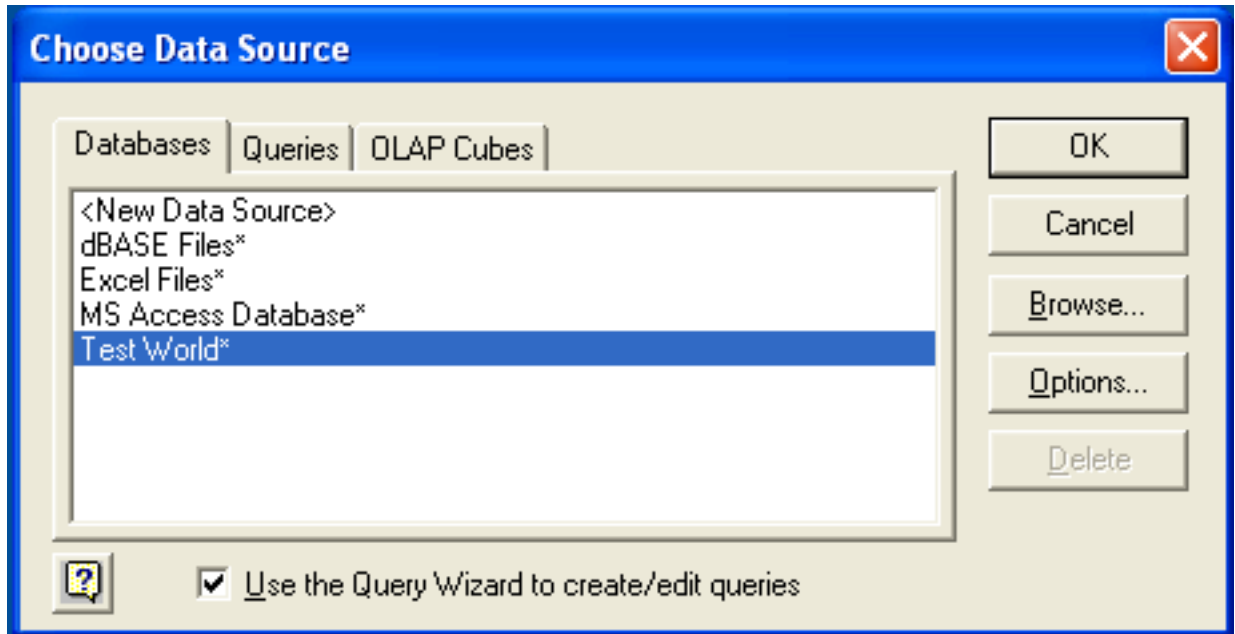 Choose Data Source
Databases Queries OLAP Cubes
<New Data Source>
dBASE Files*
Excel Files*
MS Access Database*
Test World*
OK
Cancel
Browse...
Options...
Delete
Use the Query Wizard to create/edit queries